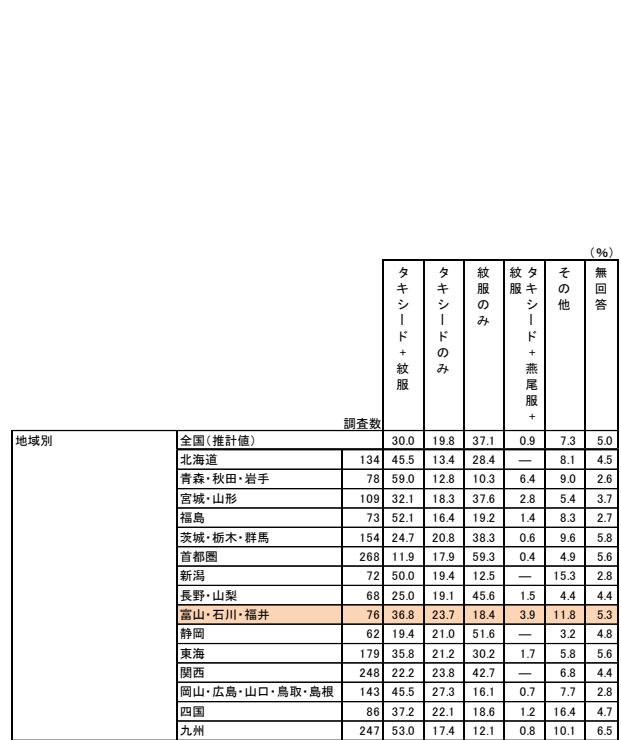 （%）
タキシード+紋服 タキシードのみ 紋服のみ タキシード+燕尾服+紋服 その他 無回答
調査数
地域別 全国（推計値） 30.0 19.8 37.1 0.9 7.3 5.0
北海道 134 45.5 13.4 28.4 ― 8.1 4.5
青森・秋田・岩手 78 59.0 12.8 10.3 6.4 9.0 2.6
宮城・山形 109 32.1 18.3 37.6 2.8 5.4 3.7
福島 73 52.1 16.4 19.2 1.4 8.3 2.7
茨城・栃木・群馬 154 24.7 20.8 38.3 0.6 9.6 5.8
首都圏 268 11.9 17.9 59.3 0.4 4.9 5.6
新潟 72 50.0 19.4 12.5 ― 15.3 2.8
長野・山梨 68 25.0 19.1 45.6 1.5 4.4 4.4
富山・石川・福井 76 36.8 23.7 18.4 3.9 11.8 5.3
静岡 62 19.4 21.0 51.6 ― 3.2 4.8
東海 179 35.8 21.2 30.2 1.7 5.8 5.6
関西 248 22.2 23.8 42.7 ― 6.8 4.4
岡山・広島・山口・鳥取・島根 143 45.5 27.3 16.1 0.7 7.7 2.8
四国 86 37.2 22.1 18.6 1.2 16.4 4.7
九州 247 53.0 17.4 12.1 0.8 10.1 6.5